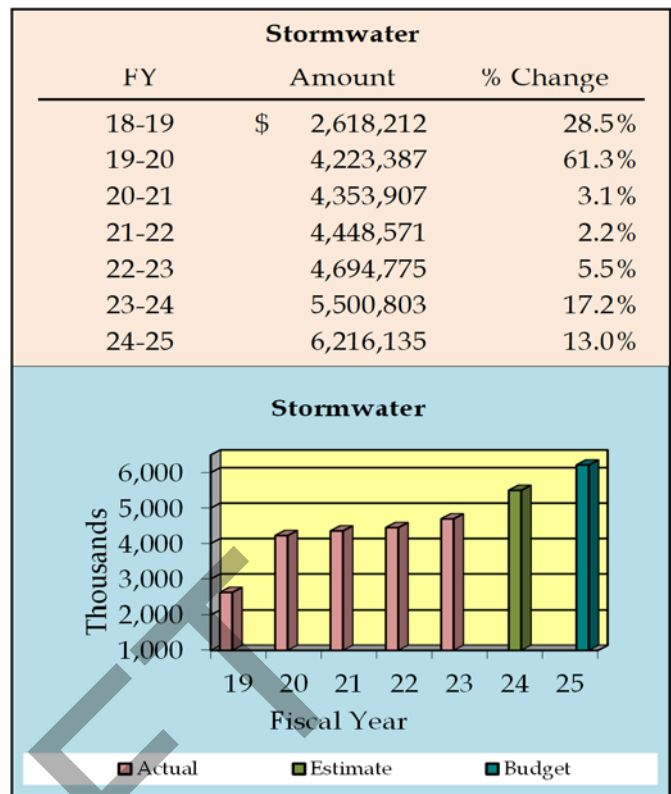 Stormwater
FY Amount % Change
18-19 $ 2,618,212 28.5%
19-20 4,223,387 61.3%
20-21 4,353,907 3.1%
21-22 4,448,571 2.2%
22-23 4,694,775 5.5%
23-24 5,500,803 17.2%
24-25 6,216,135 13.0%
Stormwater
Thousands
6,000
5,000
4,000
3,000
2,000
1,000
19 20 21 22 23 24 25
Fiscal Year
Actual Estimate Budget